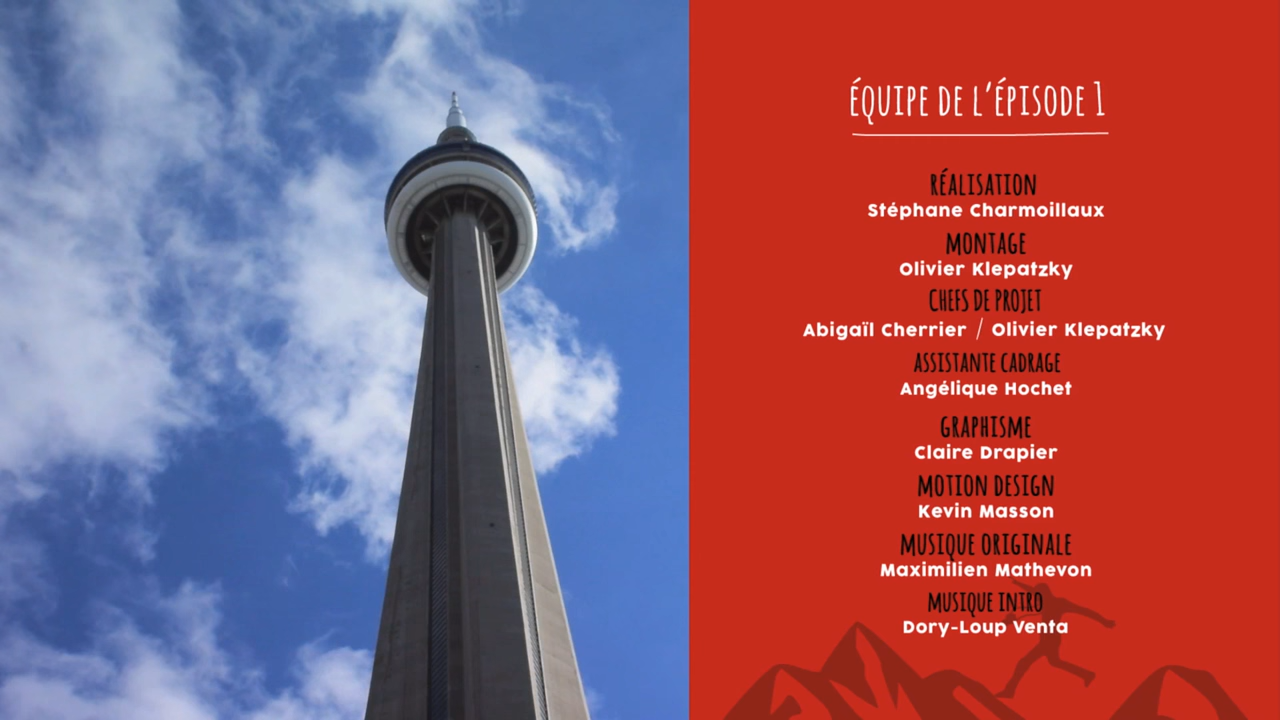 ÉQUIPE DE L'ÉPISODE 1
RÉALISATION
Stéphane Charmoillaux
MONTAGE
Olivier Klepatzky
CHEFS DE PROJET
Abigaïl Cherrier / Olivier Klepatzky
ASSISTANTE CADRAGE
Angélique Hochet
GRAPHISME
Claire Drapier
MOTION DESIGN
Kevin Masson
MUSIQUE ORIGINALE
Maximilien Mathevon
MUSIQUE INTRO
Dory-Loup Venta